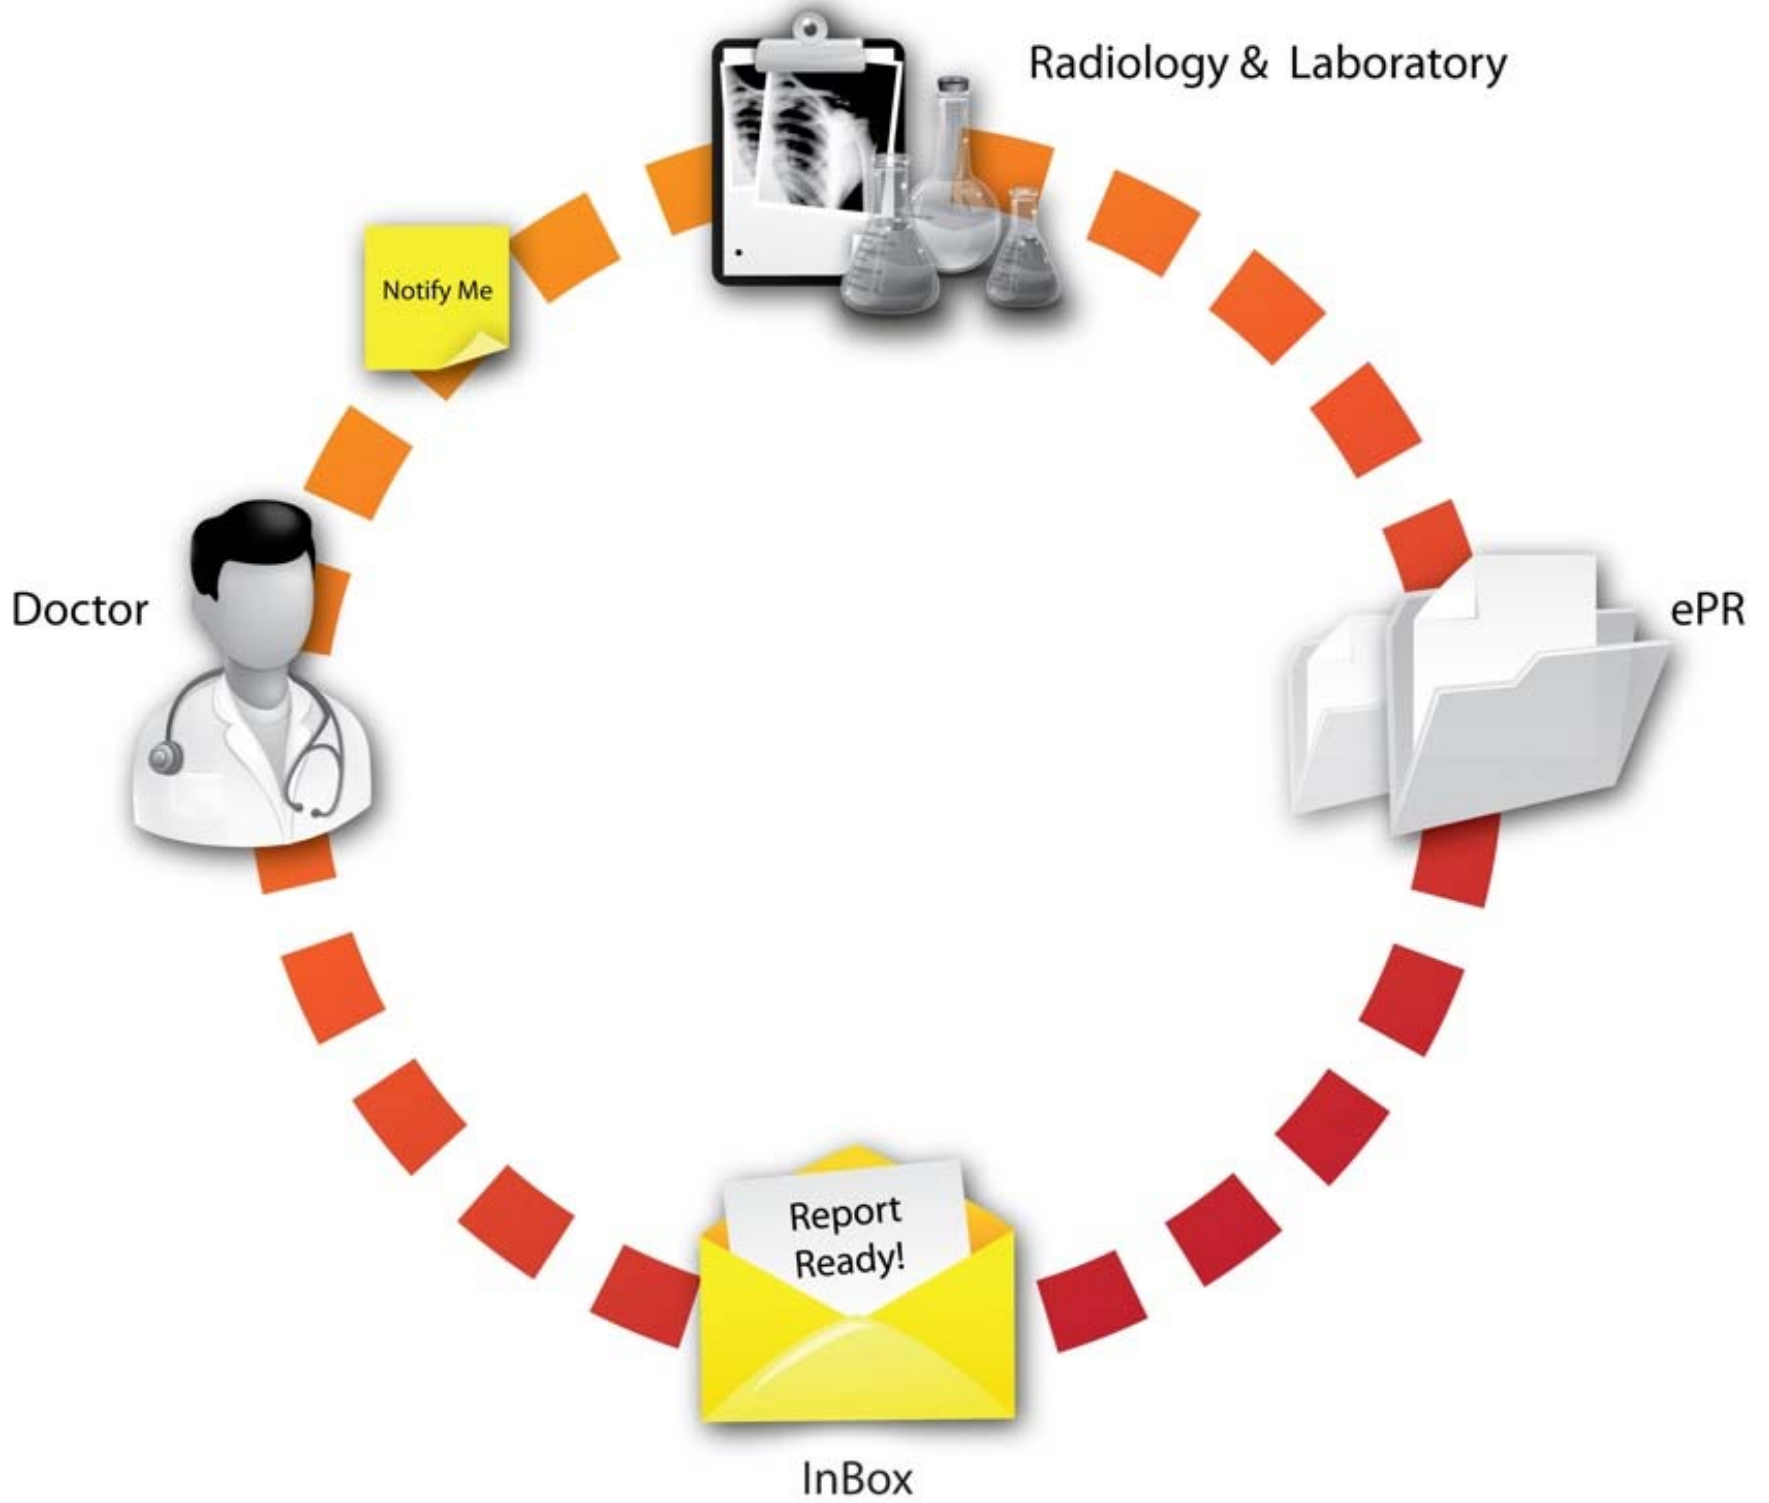 Radiology & Laboratory
Notify Me
Doctor
ePR
Report
Ready!
InBox